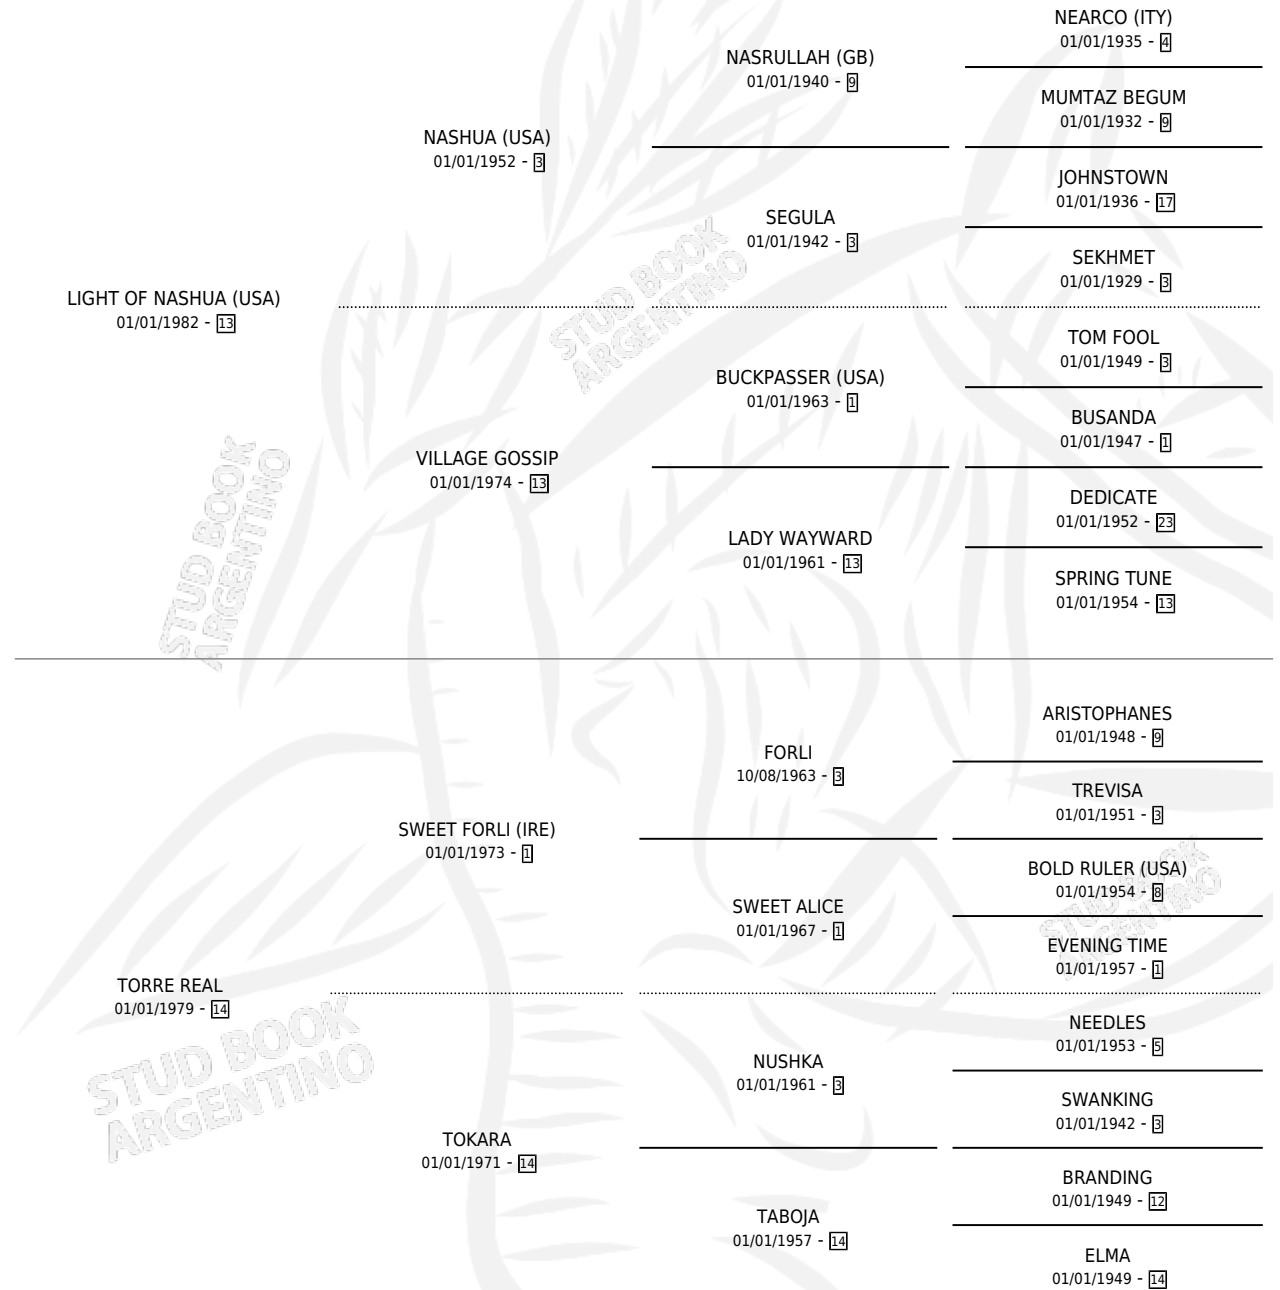 NEARCO (ITY)
01/01/1935 - 4
NASRULLAH (GB)
01/01/1940 - 9
MUMTAZ BEGUM
01/01/1932 - 9
NASHUA (USA)
01/01/1952 - 3
JOHNSTOWN
01/01/1936 - 17
SEGULA
01/01/1942 - 3
SEKHMET
01/01/1929 - 3
LIGHT OF NASHUA (USA)
01/01/1982 - 13
TOM FOOL
01/01/1949 - 3
BUCKPASSER (USA)
01/01/1963 - 1
BUSANDA
01/01/1947 - 1
VILLAGE GOSSIP
01/01/1974 - 13
DEDICATE
01/01/1952 - 23
LADY WAYWARD
01/01/1961 - 13
SPRING TUNE
01/01/1954 - 13
ARISTOPHANES
01/01/1948 - 9
FORLI
10/08/1963 - 3
TREVISA
01/01/1951 - 3
SWEET FORLI (IRE)
01/01/1973 - 1
BOLD RULER (USA)
01/01/1954 - 8
SWEET ALICE
01/01/1967 - 1
EVENING TIME
01/01/1957 - 1
TORRE REAL
01/01/1979 - 14
NEEDLES
01/01/1953 - 5
NUSHKA
01/01/1961 - 3
SWANKING
01/01/1942 - 3
TOKARA
01/01/1971 - 14
BRANDING
01/01/1949 - 12
TABOJA
01/01/1957 - 14
ELMA
01/01/1949 - 14
STUD BOOK
ARGENTINO
STUD BOOK
ARGENTINO
STUD BOOK
ARGENTINO
STUD BOOK
ARGENTINO